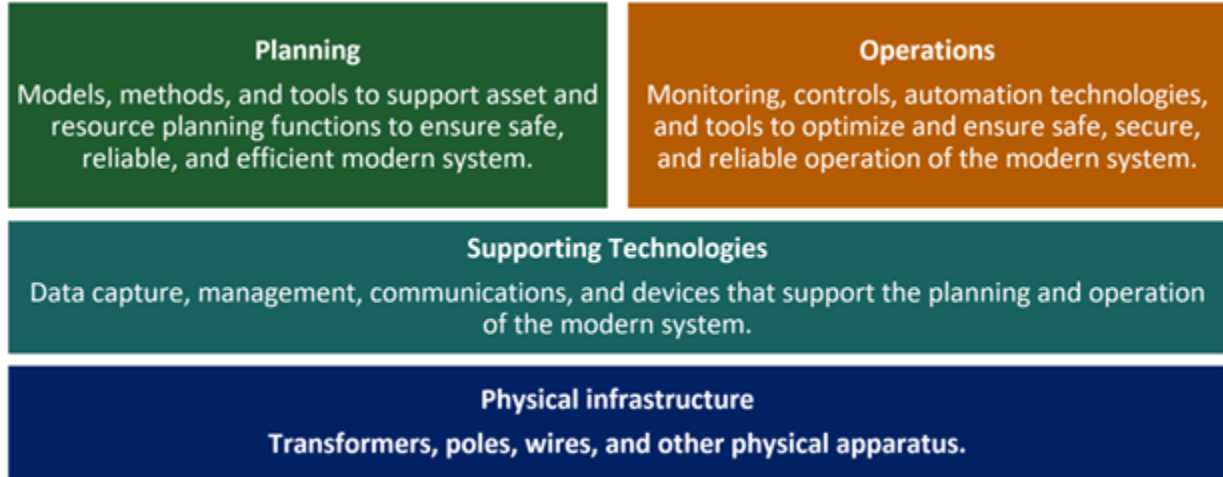 Planning
Models, methods, and tools to support asset and
resource planning functions to ensure safe,
reliable, and efficient modern system.
Operations
Monitoring, controls, automation technologies,
and tools to optimize and ensure safe, secure,
and reliable operation of the modern system.
Supporting Technologies
Data capture, management, communications, and devices that support the planning and operation
of the modern system.
Physical infrastructure
Transformers, poles, wires, and other physical apparatus.